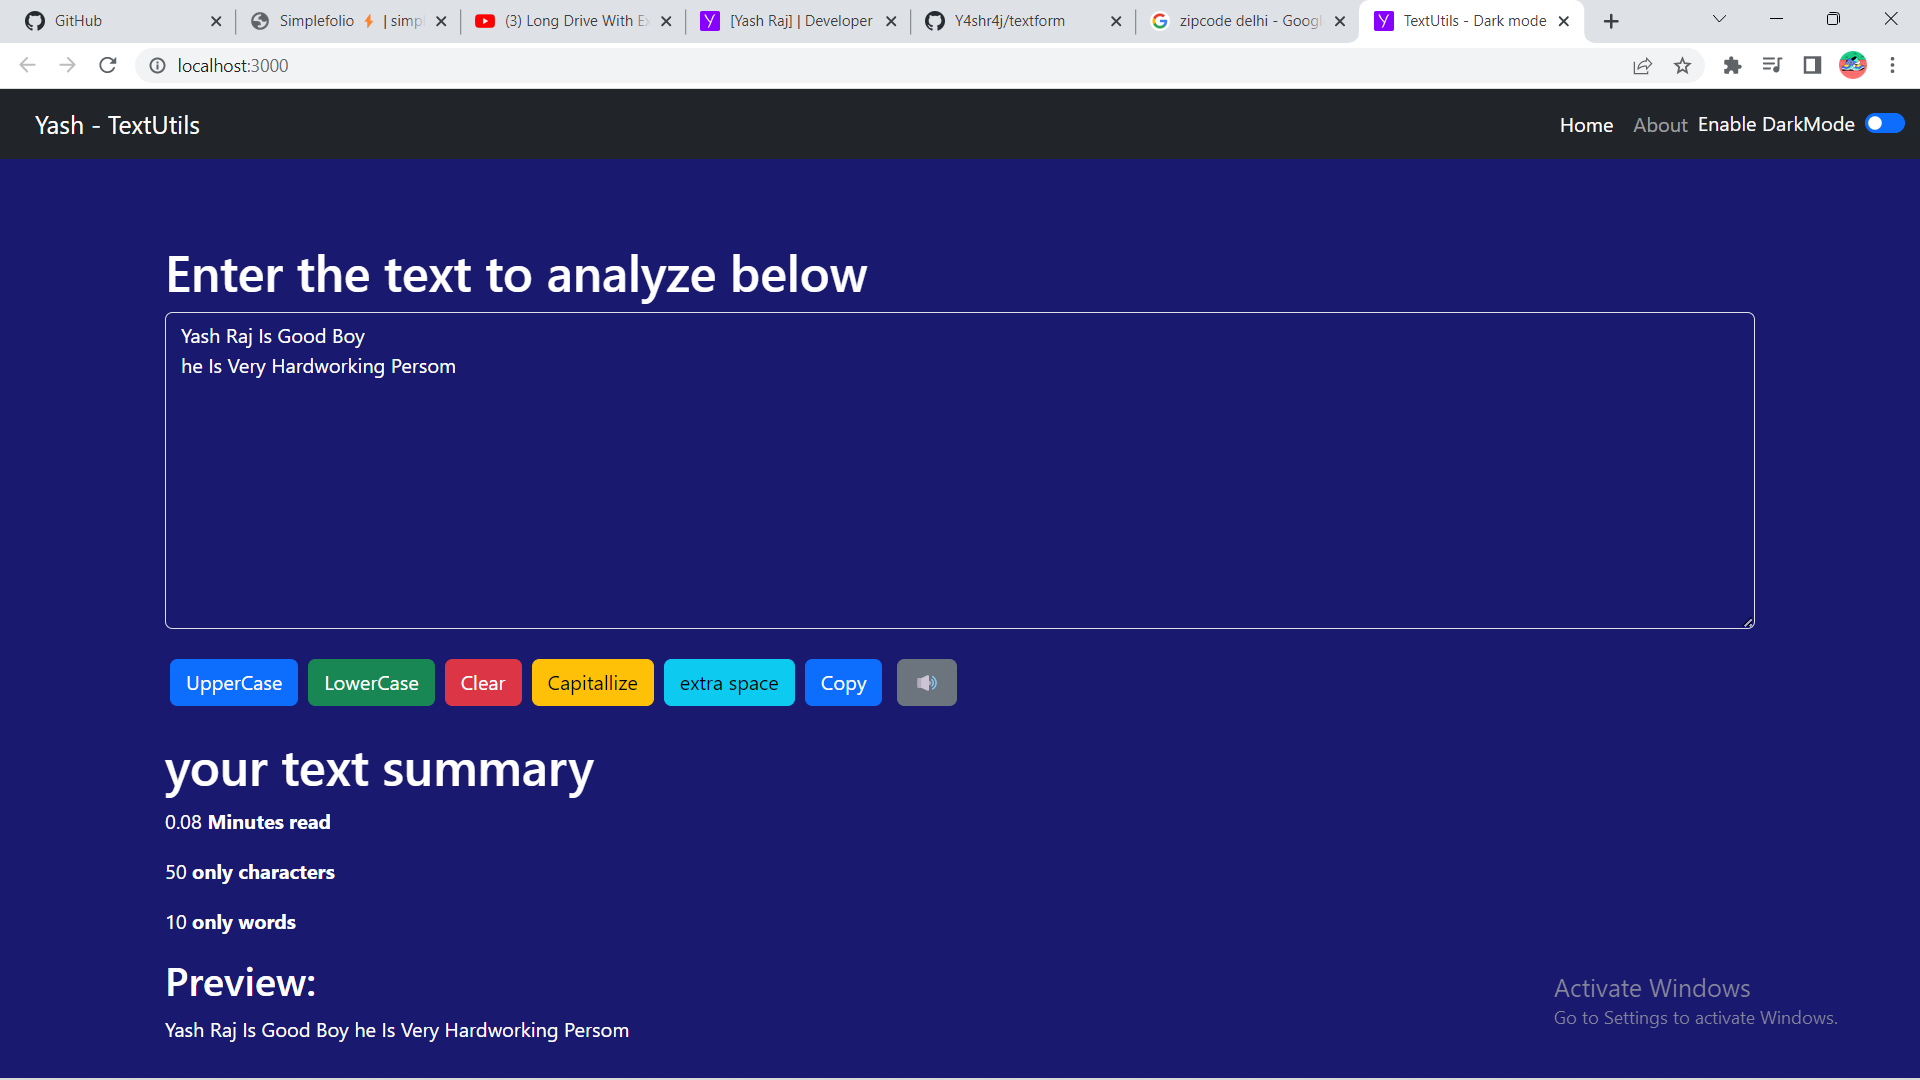 GitHub
Simplefolio ⚡ | simpl
(3) Long Drive With E
[Yash Raj] | Developer
Y4shr4j/textform
zipcode delhi - Googl
TextUtils - Dark mode
localhost:3000
Yash - TextUtils
Home About Enable DarkMode
Enter the text to analyze below
Yash Raj Is Good Boy
he Is Very Hardworking Persom
UpperCase LowerCase Clear Capitallize extra space Copy
your text summary
0.08 Minutes read
50 only characters
10 only words
Preview:
Yash Raj Is Good Boy he Is Very Hardworking Persom
Activate Windows
Go to Settings to activate Windows.